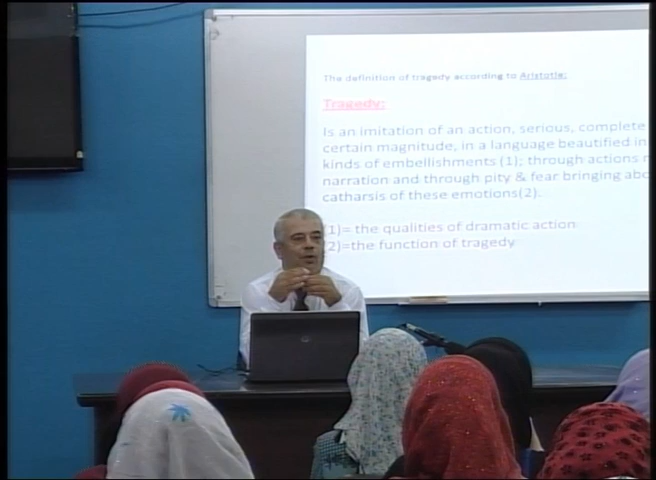 The definition of tragedy according to Aristotle:
Tragedy:
Is an imitation of an action, serious, complete
certain magnitude, in a language beautified in
kinds of embellishments (1); through actions
narration and through pity & fear bringing
catharsis of these emotions(2).
(1)= the qualities of dramatic action
(2)=the function of tragedy